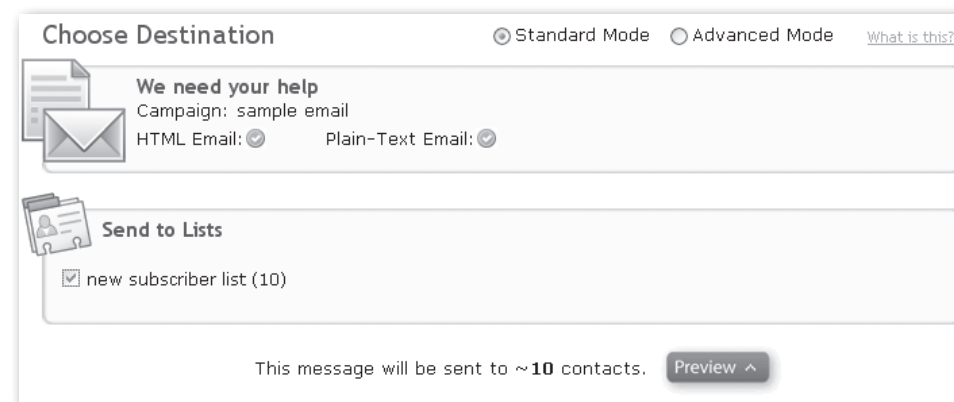 Choose Destination Standard Mode Advanced Mode What is this?
We need your help
Campaign: sample email
HTML Email: Plain-Text Email:
Send to Lists
new subscriber list (10)
This message will be sent to ~10 contacts. Preview